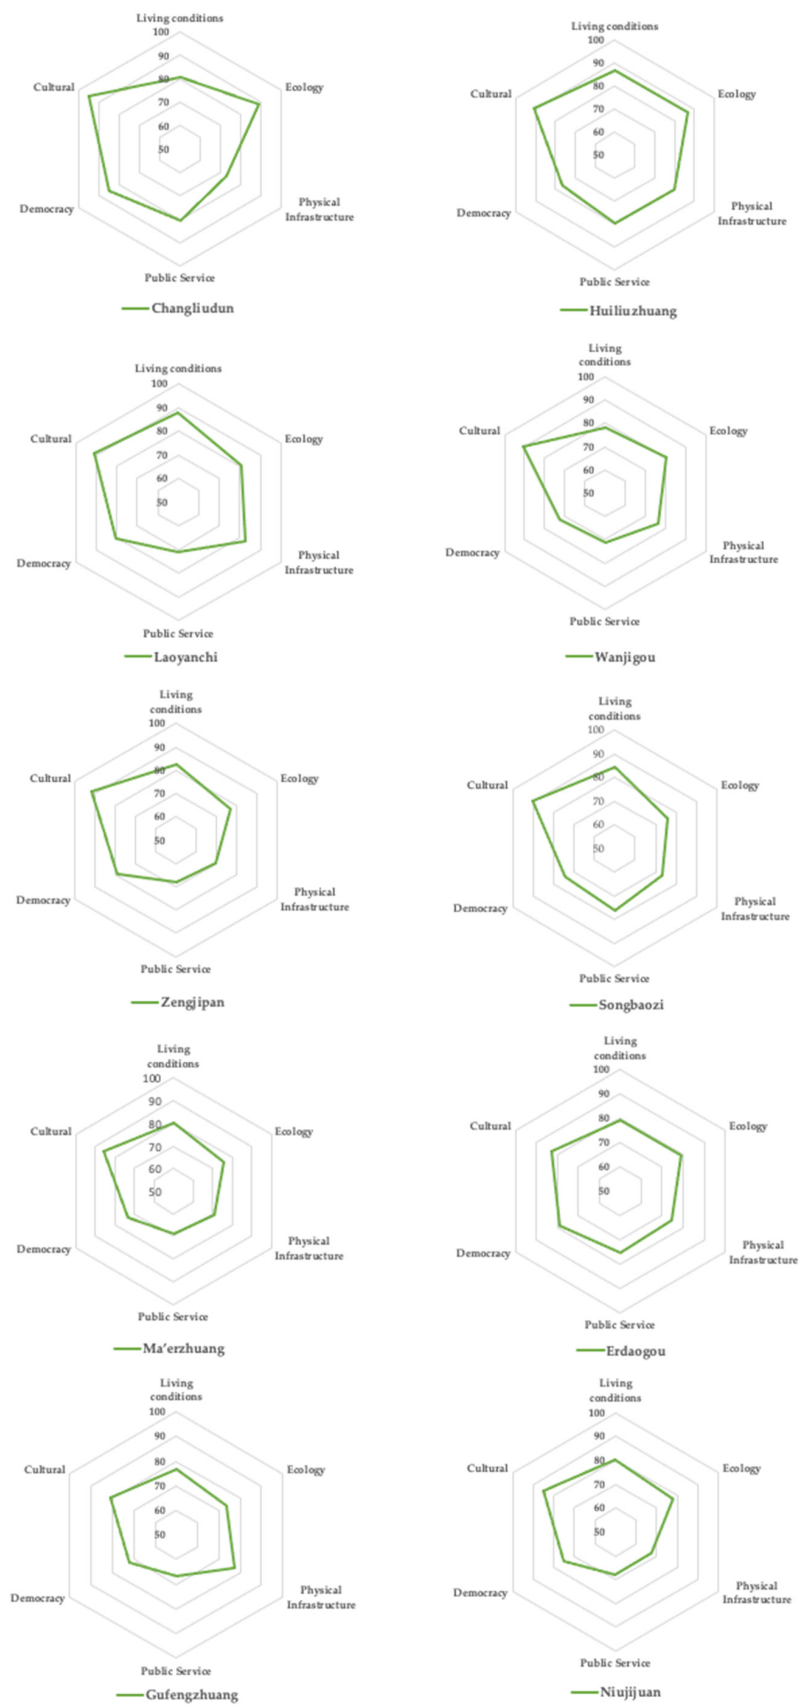 Living conditions
100
90
80
70
60
50
Cultural
Ecology
Democracy
Physical
Infrastructure
Public Service
Changliudun
Living conditions
100
90
80
70
60
50
Cultural
Ecology
Democracy
Physical
Infrastructure
Public Service
Huiliuzhuang
Living conditions
100
90
80
70
60
50
Cultural
Ecology
Democracy
Physical
Infrastructure
Public Service
Laoyanchi
Living
conditions
100
90
80
70
60
50
Cultural
Ecology
Democracy
Physical
Infrastructure
Public Service
Wanjigou
Living
conditions
100
90
80
70
60
50
Cultural
Ecology
Democracy
Physical
Infrastructure
Public Service
Zengjipan
Living
conditions
100
90
80
70
60
50
Cultural
Ecology
Democracy
Physical
Infrastructure
Public Service
Songbaozi
Living
conditions
100
90
80
70
60
50
Cultural
Ecology
Democracy
Physical
Infrastructure
Public Service
Ma'erzhuang
Living
conditions
100
90
80
70
60
50
Cultural
Ecology
Democracy
Physical
Infrastructure
Public Service
Erdaogou
Living
conditions
100
90
80
70
60
50
Cultural
Ecology
Democracy
Physical
Infrastructure
Public Service
Gufengzhuang
Living
conditions
100
90
80
70
60
50
Cultural
Ecology
Democracy
Physical
Infrastructure
Public Service
Niujijuan